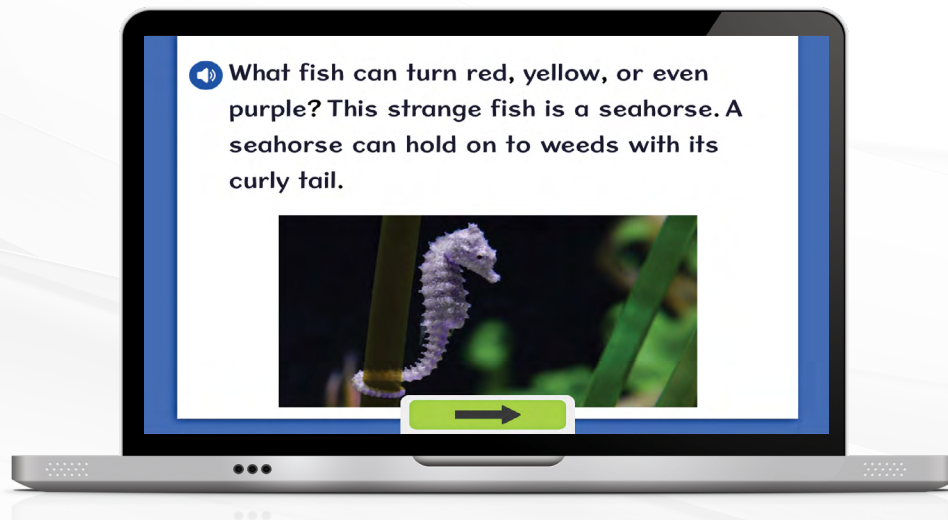 What fish can turn red, yellow, or even
purple? This strange fish is a seahorse. A
seahorse can hold on to weeds with its
curly tail.